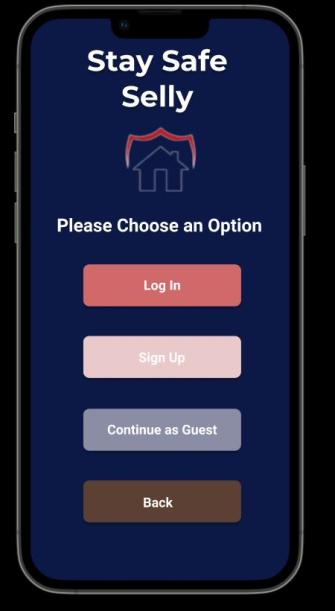 Stay Safe
Selly
Please Choose an Option
Log In
Sign Up
Continue as Guest
Back